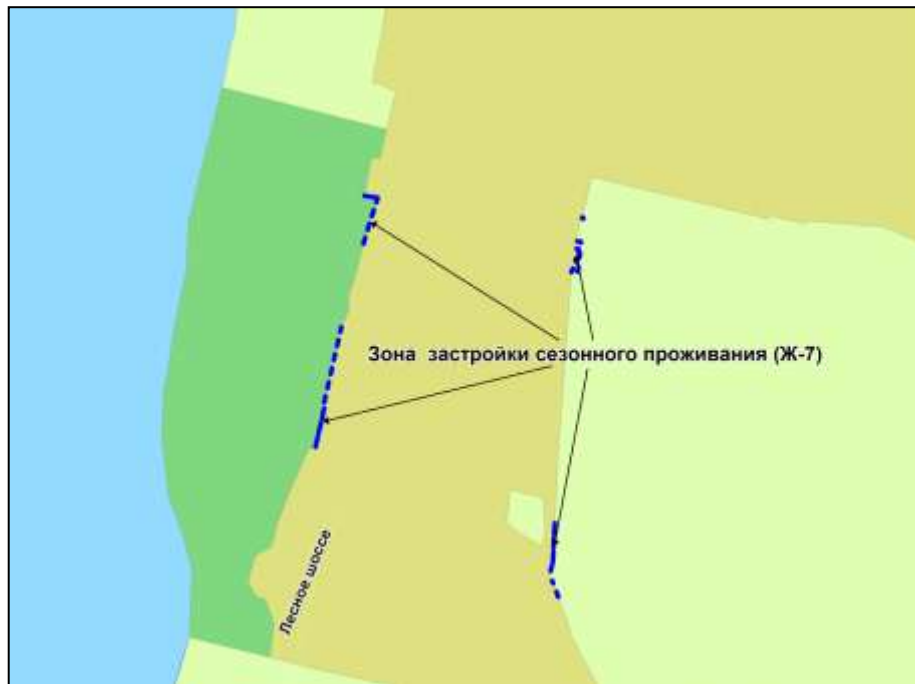 Зона застройки сезонного проживания (Ж-7)
Лесное шоссе